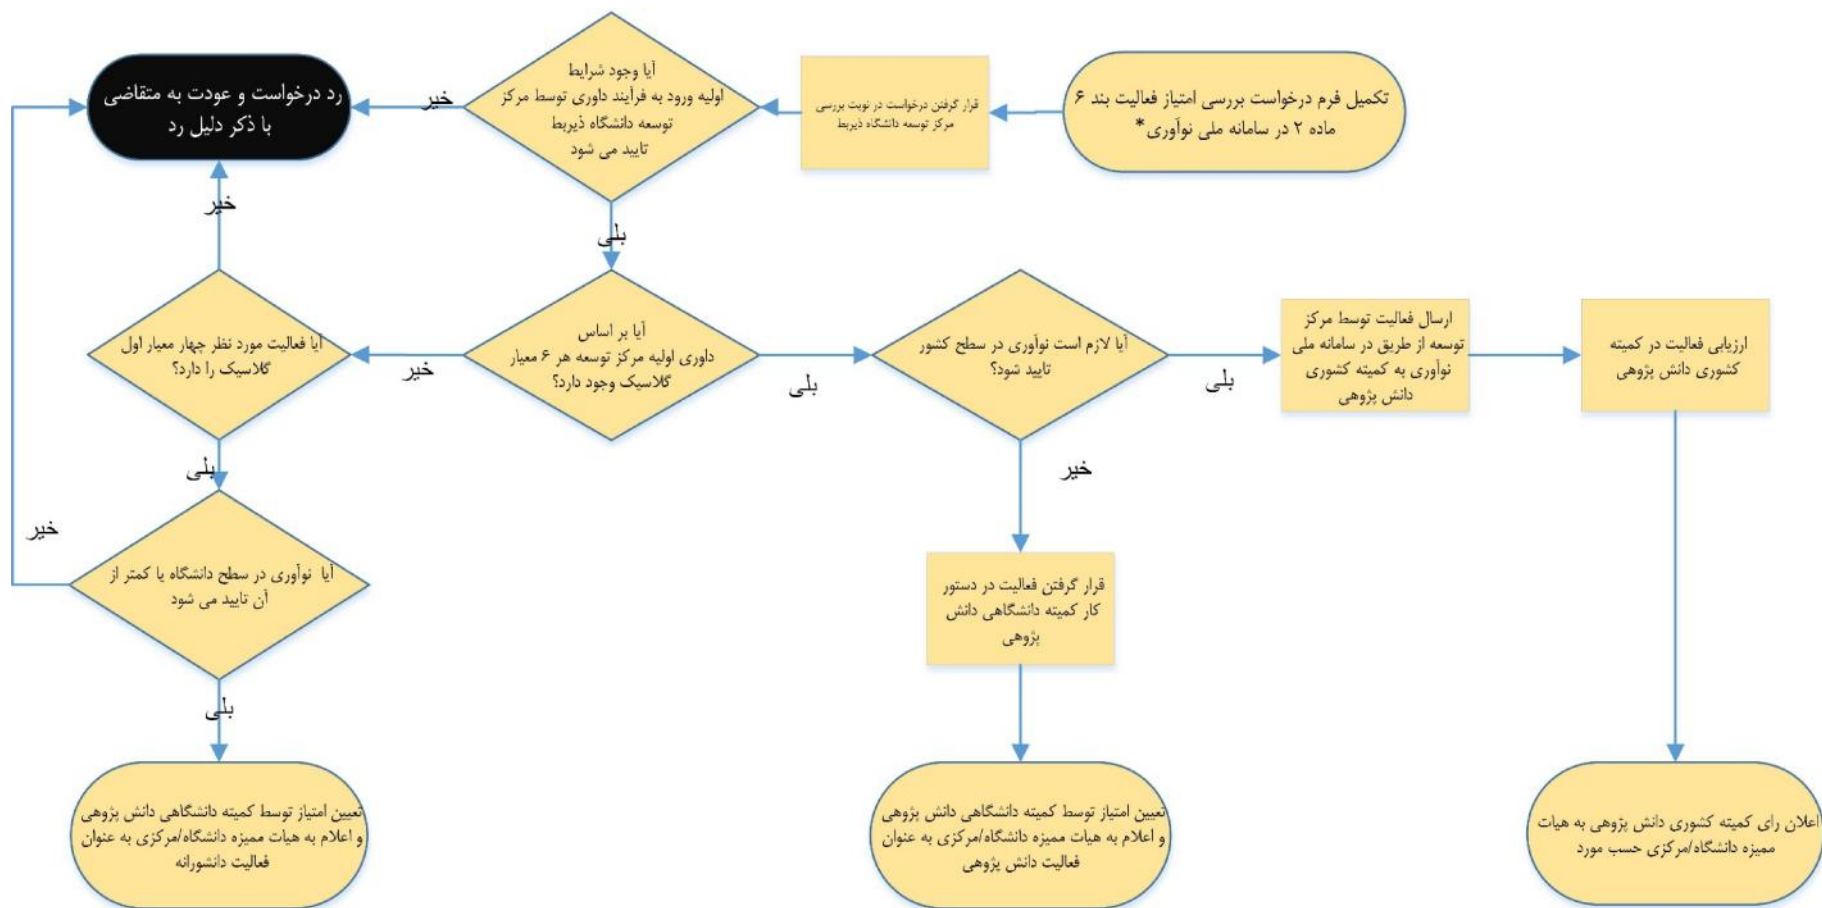 تکمیل فرم درخواست بررسی امتیاز فعالیت بند ۶
ماده ۲ در سامانه ملی نوآوری*
قرار گرفتن درخواست در نوبت بررسی
مرکز توسعه دانشگاه ذیربط
آیا وجود شرایط
اولیه ورود به فرآیند داوری توسط مرکز
توسعه دانشگاه ذیربط
تایید می شود
خیر
رد درخواست و عودت به متقاضی
با ذکر دلیل رد
خیر
بلی
ارزیابی فعالیت در کمیته
کشوری دانش پژوهی
ارسال فعالیت توسط مرکز
توسعه از طریق در سامانه ملی
نوآوری به کمیته کشوری
دانش پژوهی
بلی
آیا لازم است نوآوری در سطح کشور
تایید شود؟
بلی
آیا بر اساس
داوری اولیه مرکز توسعه هر ۶ معیار
گلاسیک وجود دارد؟
خیر
آیا فعالیت مورد نظر چهار معیار اول
گلاسیک را دارد؟
خیر
بلی
خیر
قرار گرفتن فعالیت در دستور
کار کمیته دانشگاهی دانش
پژوهی
آیا نوآوری در سطح دانشگاه یا کمتر از
آن تایید می شود
بلی
اعلان رای کمیته کشوری دانش پژوهی به هیات
ممیزه دانشگاه/مرکزی حسب مورد
تعیین امتیاز توسط کمیته دانشگاهی دانش پژوهی
و اعلام به هیات ممیزه دانشگاه/مرکزی به عنوان
فعالیت دانش پژوهی
تعیین امتیاز توسط کمیته دانشگاهی دانش پژوهی
و اعلام به هیات ممیزه دانشگاه/مرکزی به عنوان
فعالیت دانشورانه